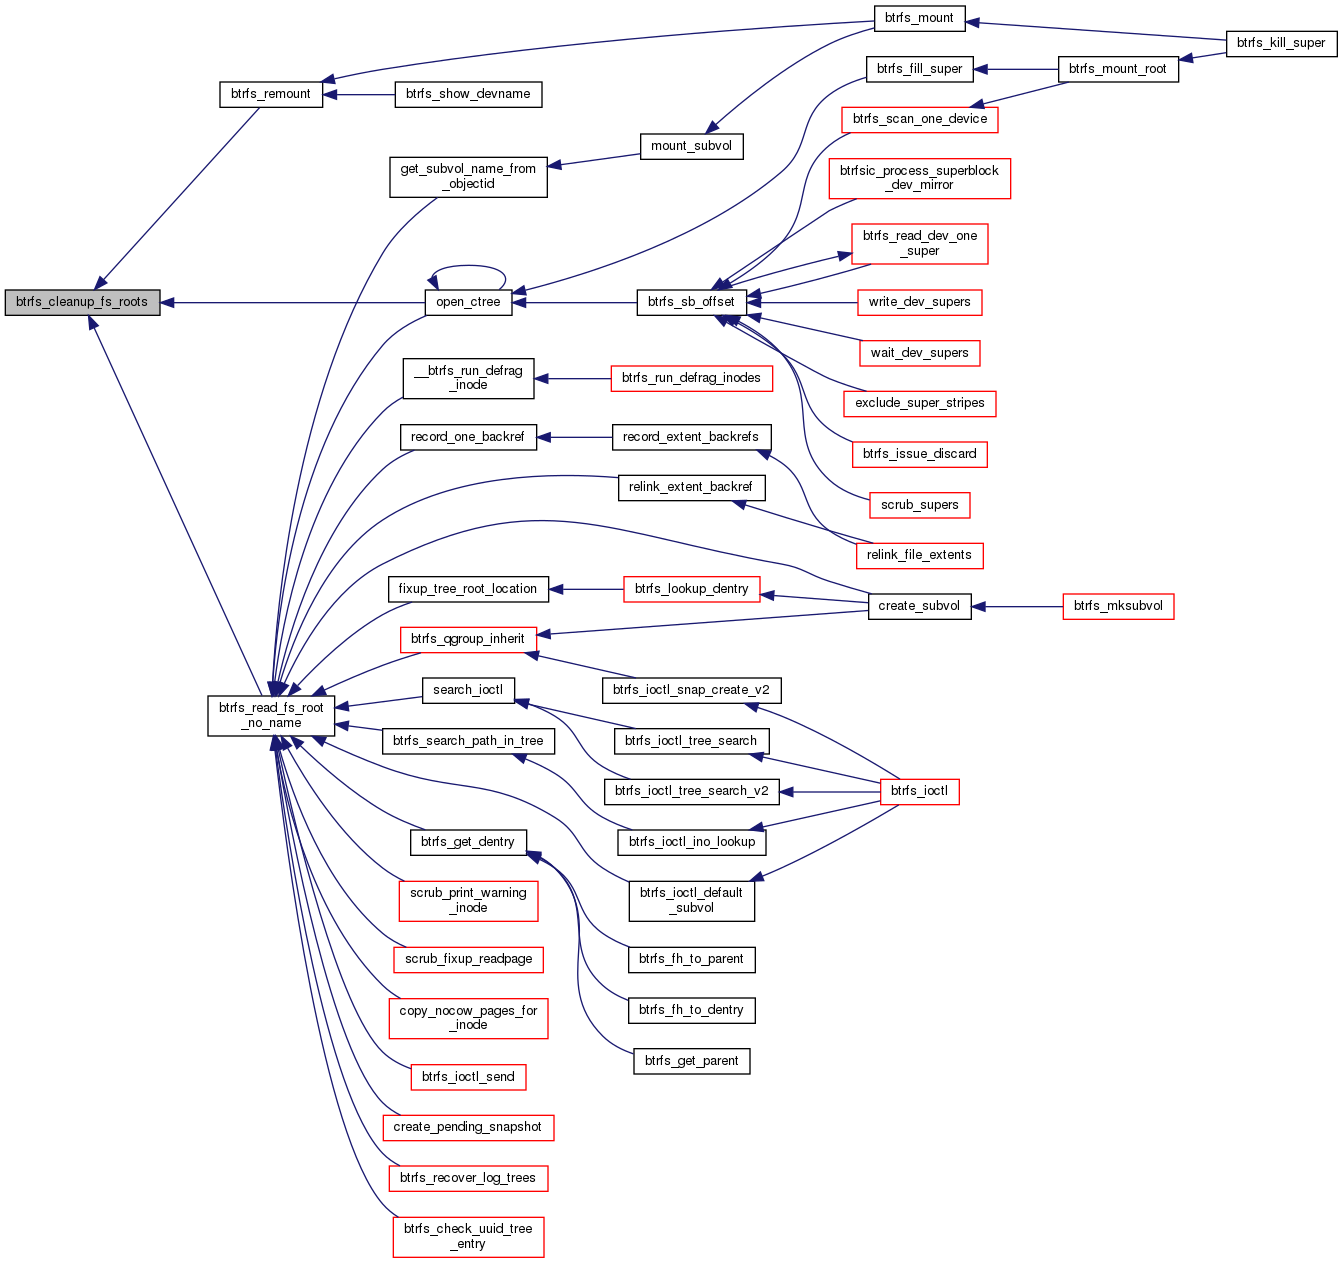 btrfs_mount
btrfs_kill_super
btrfs_fill_super
btrfs_mount_root
btrfs_remount
btrfs_show_devname
btrfs_scan_one_device
mount_subvol
get_subvol_name_from
_objectid
btrfsic_process_superblock
_dev_mirror
btrfs_read_dev_one
_super
btrfs_cleanup_fs_roots
open_ctree
btrfs_sb_offset
write_dev_supers
wait_dev_supers
__btrfs_run_defrag
_inode
btrfs_run_defrag_inodes
exclude_super_stripes
record_one_backref
record_extent_backrefs
btrfs_issue_discard
relink_extent_backref
scrub_supers
relink_file_extents
fixup_tree_root_location
btrfs_lookup_dentry
create_subvol
btrfs_mksubvol
btrfs_qgroup_inherit
search_ioctl
btrfs_ioctl_snap_create_v2
btrfs_read_fs_root
_no_name
btrfs_search_path_in_tree
btrfs_ioctl_tree_search
btrfs_ioctl_tree_search_v2
btrfs_ioctl
btrfs_get_dentry
btrfs_ioctl_ino_lookup
scrub_print_warning
_inode
btrfs_ioctl_default
_subvol
scrub_fixup_readpage
btrfs_fh_to_parent
copy_nocow_pages_for
_inode
btrfs_fh_to_dentry
btrfs_get_parent
btrfs_ioctl_send
create_pending_snapshot
btrfs_recover_log_trees
btrfs_check_uuid_tree
_entry